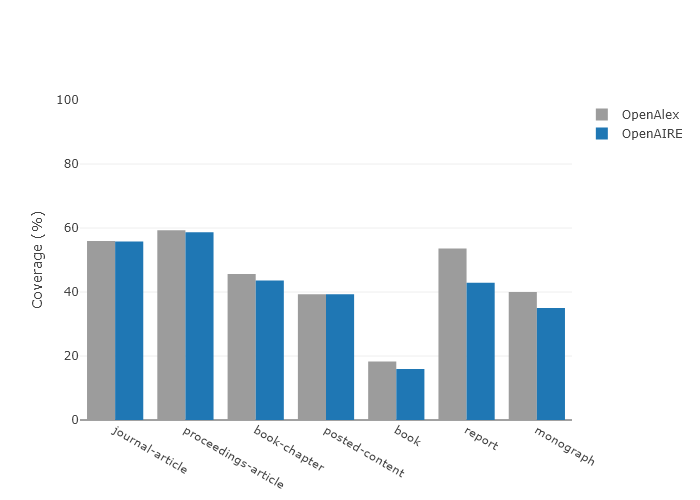 100
80
60
40
20
0
Coverage (%)
journal-article
proceedings-article
book-chapter
posted-content
book
report
monograph
OpenAlex
OpenAIRE